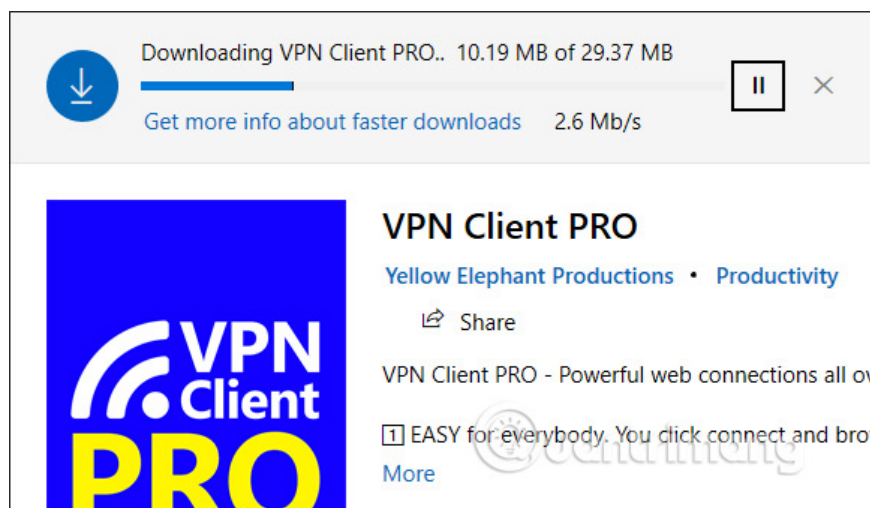 Downloading VPN Client PRO.. 10.19 MB of 29.37 MB
Get more info about faster downloads 2.6 Mb/s
VPN Client PRO
Yellow Elephant Productions • Productivity
Share
VPN Client PRO - Powerful web connections all ov
1 EASY for everybody. You click connect and brov
More
VPN
Client
PRO